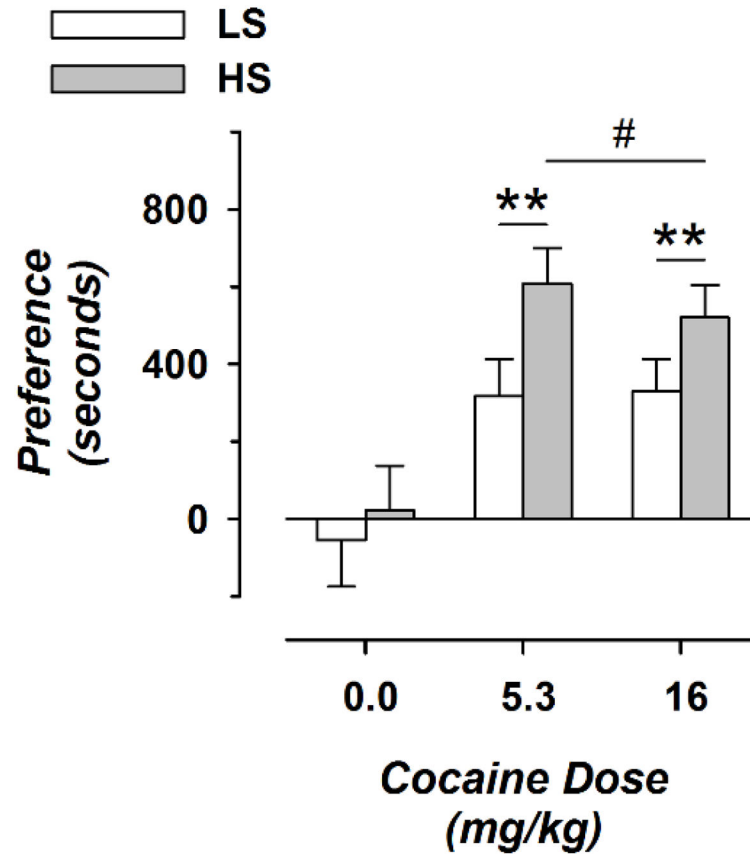 LS
HS
#
**
**
800
400
0
Preference
(seconds)
0.0 5.3 16
Cocaine Dose
(mg/kg)